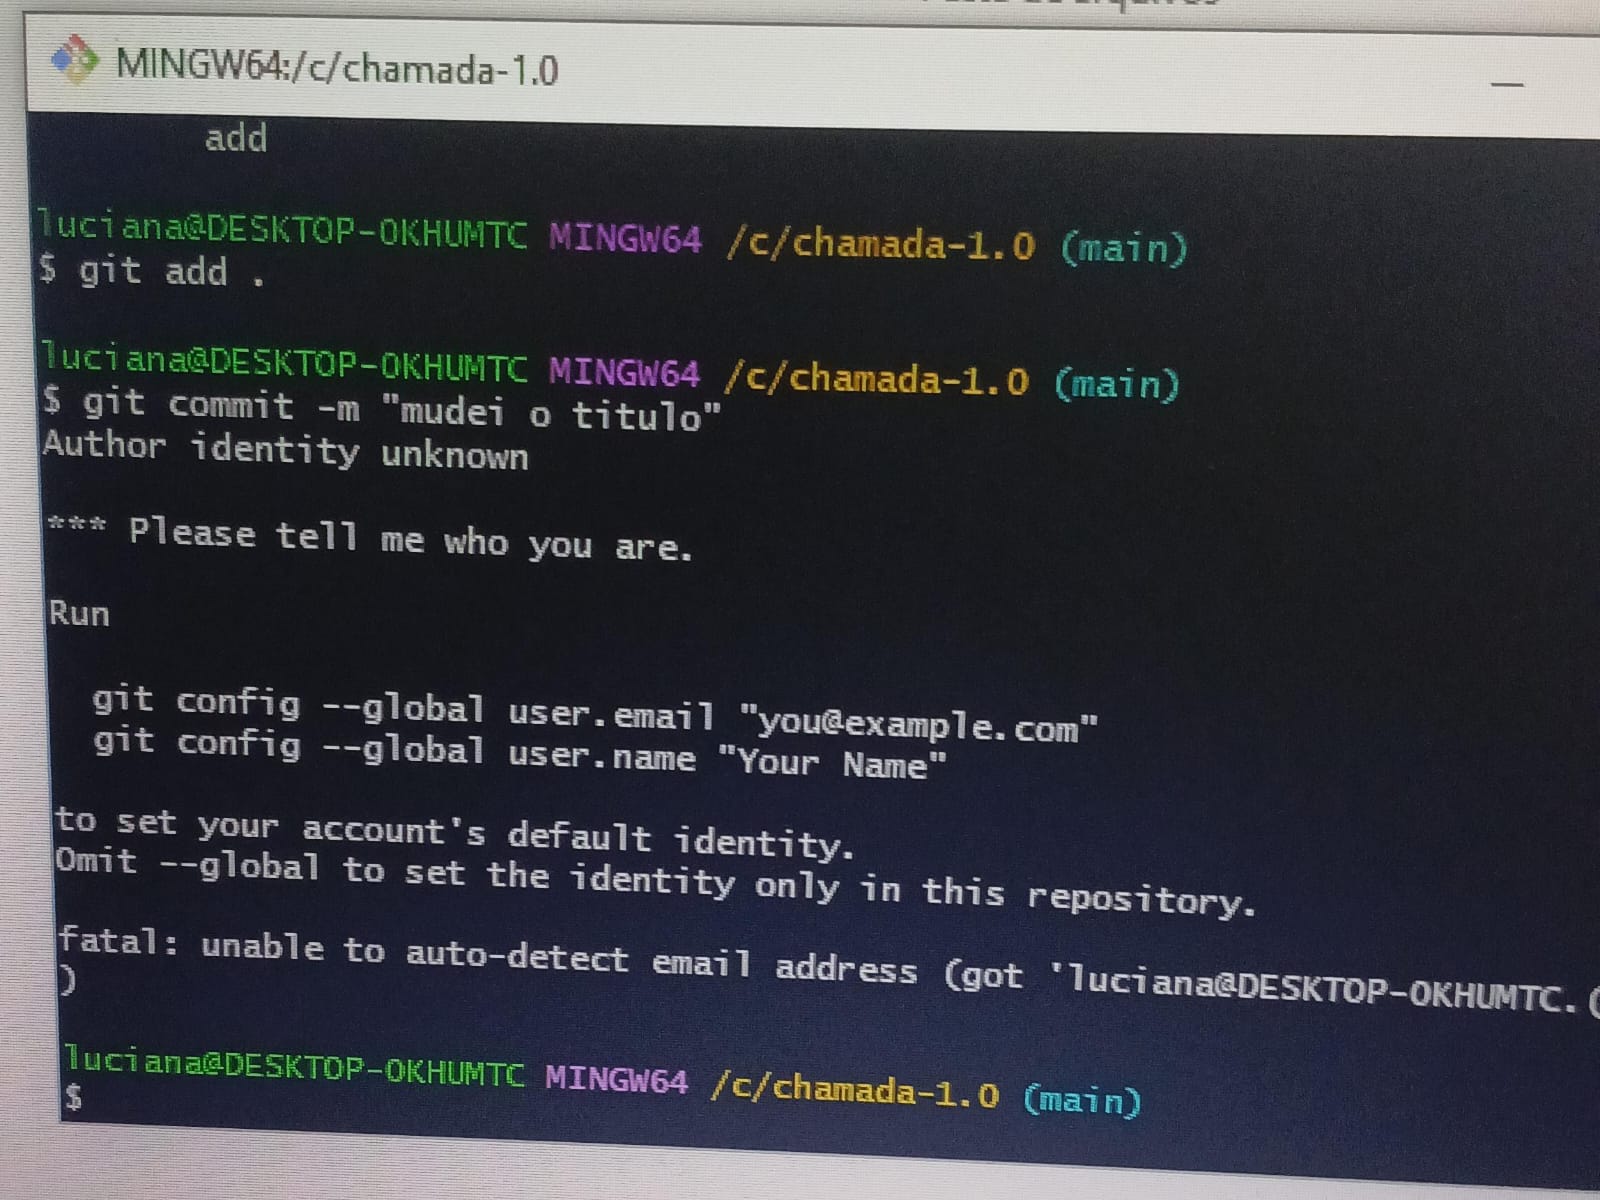 MINGW64:/c/chamada-1.0
add
luciana@DESKTOP-OKHUMTC MINGW64 /c/chamada-1.0 (main)
$ git add .
luciana@DESKTOP-OKHUMTC MINGW64 /c/chamada-1.0 (main)
$ git commit -m "mudei o titulo"
Author identity unknown
*** Please tell me who you are.
Run
git config --global user.email "you@example.com"
git config --global user.name "Your Name"
to set your account's default identity.
Omit --global to set the identity only in this repository.
fatal: unable to auto-detect email address (got 'luciana@DESKTOP-OKHUMTC.(
)
luciana@DESKTOP-OKHUMTC MINGW64 /c/chamada-1.0 (main)
$